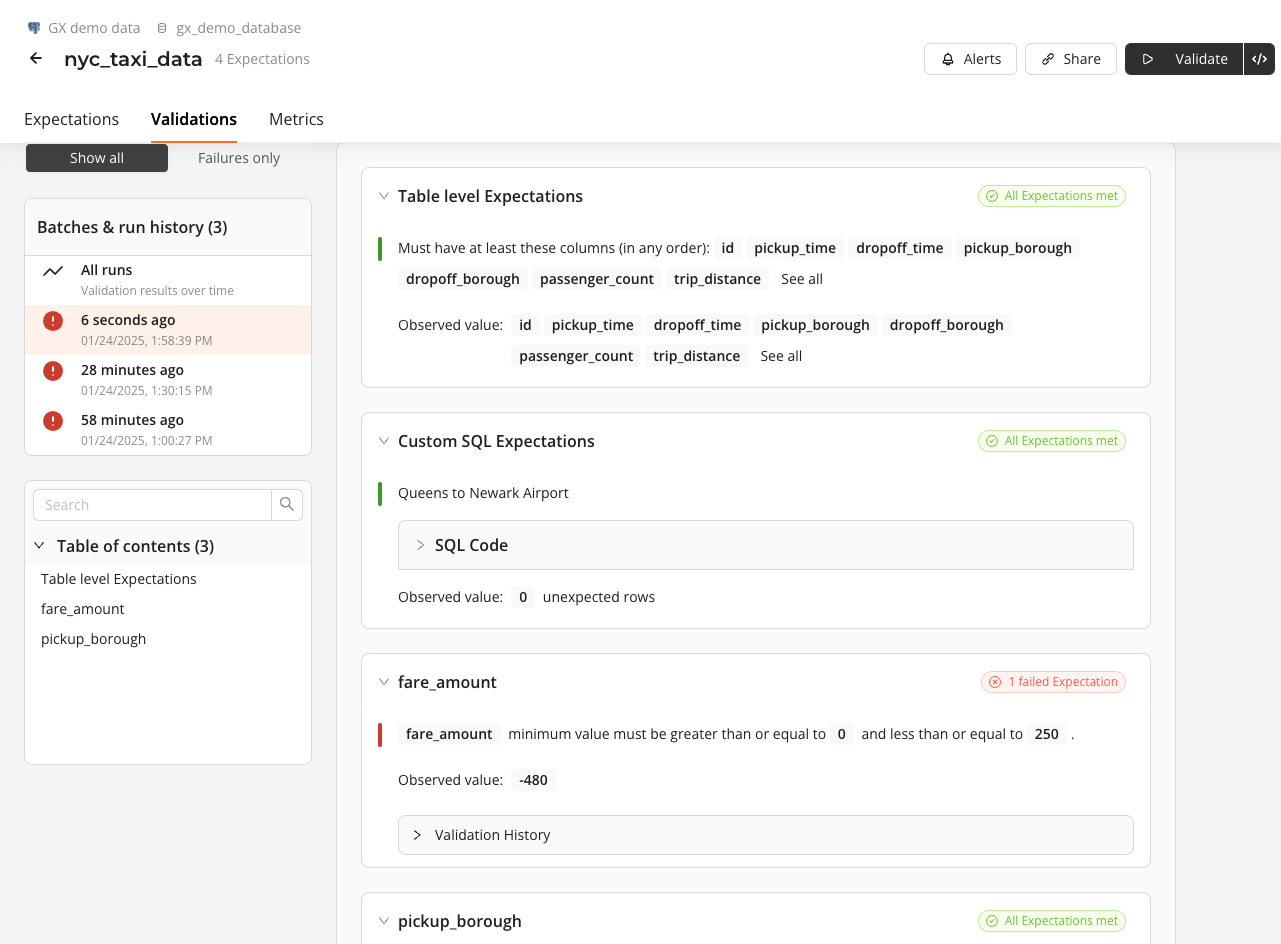 GX demo data gx_demo_database
nyc_taxi_data 4 Expectations
Alerts
Share
Validate
Expectations Validations Metrics
Show all Failures only
Batches & run history (3)
All runs
Validation results over time
6 seconds ago
01/24/2025, 1:58:39 PM
28 minutes ago
01/24/2025, 1:30:15 PM
58 minutes ago
01/24/2025, 1:00:27 PM
Search
Table of contents (3)
Table level Expectations
fare_amount
pickup_borough
Table level Expectations All Expectations met
Must have at least these columns (in any order): id pickup_time dropoff_time pickup_borough
dropoff_borough passenger_count trip_distance See all
Observed value: id pickup_time dropoff_time pickup_borough dropoff_borough
passenger_count trip_distance See all
Custom SQL Expectations All Expectations met
Queens to Newark Airport
SQL Code
Observed value: 0 unexpected rows
fare_amount 1 failed Expectation
fare_amount minimum value must be greater than or equal to 0 and less than or equal to 250 .
Observed value: -480
Validation History
pickup_borough All Expectations met